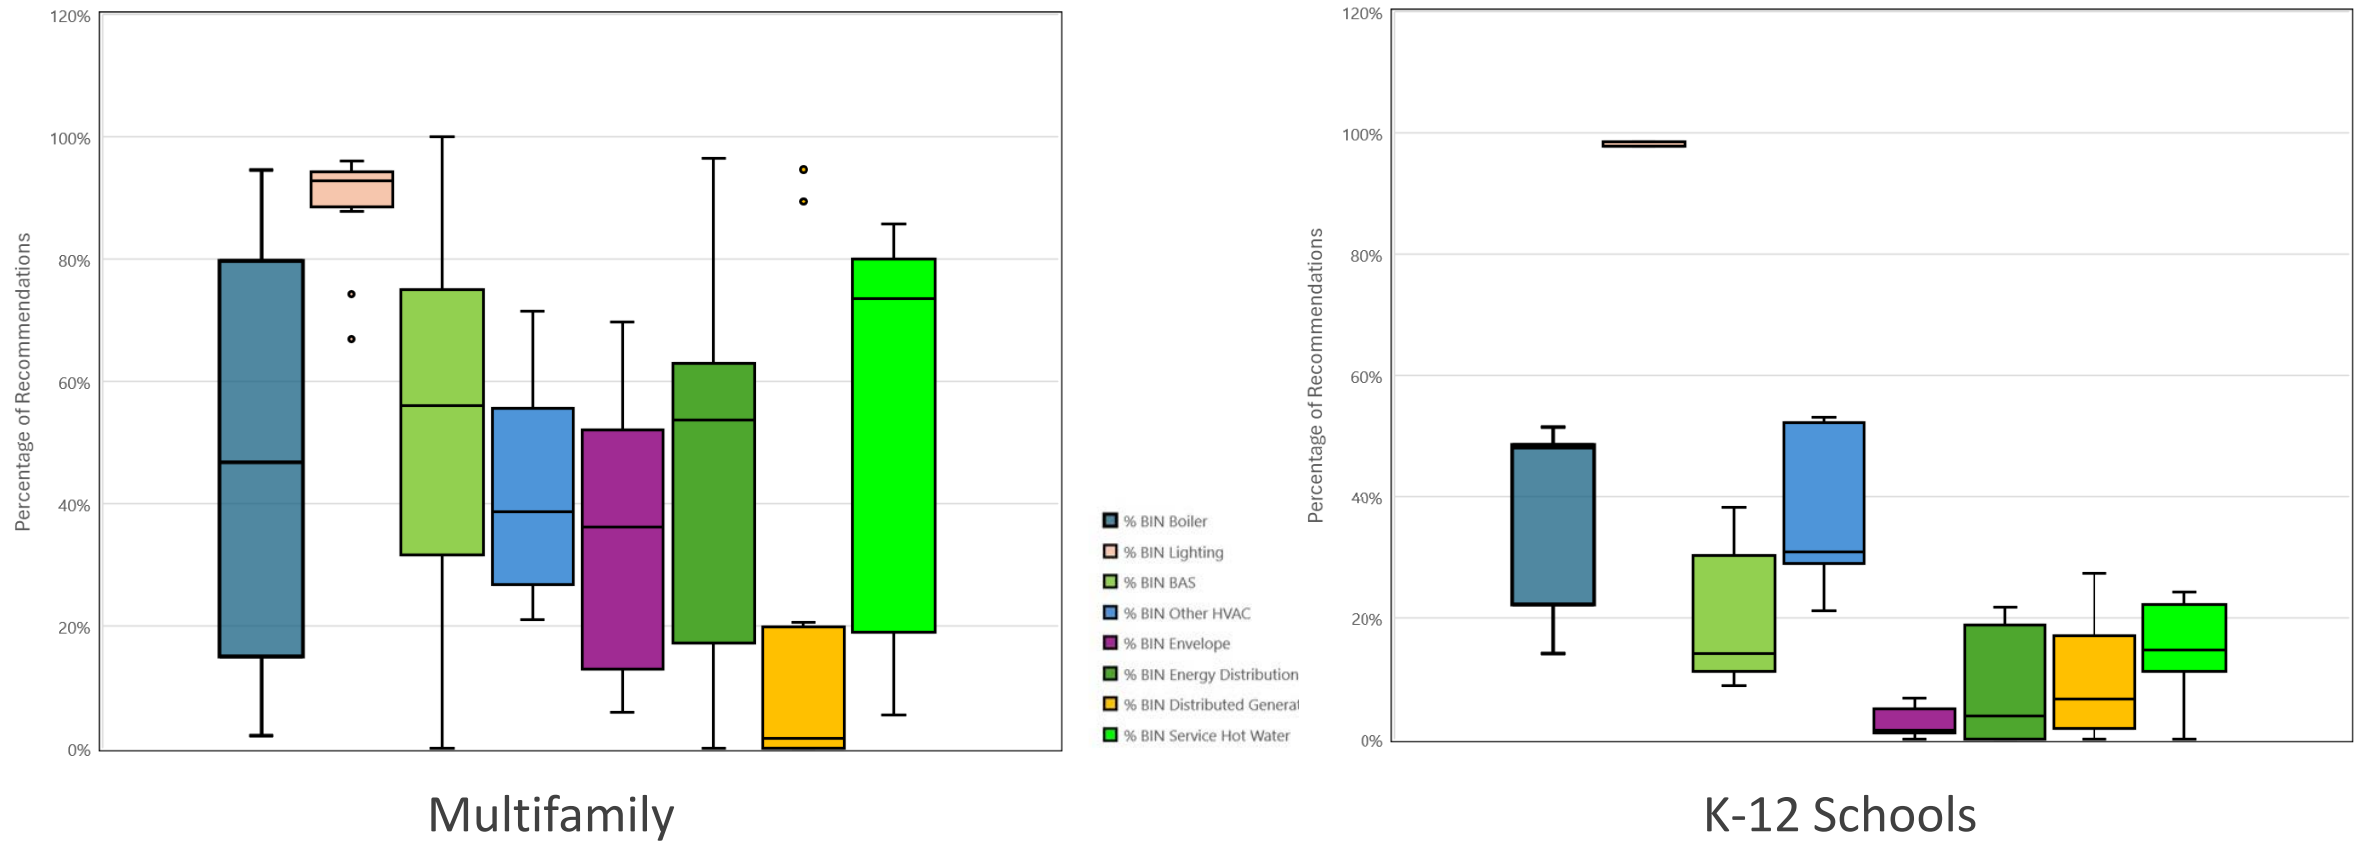 120%
100%
80%
60%
40%
20%
0%
Percentage of Recommendations
Multifamily
% BIN Boiler
% BIN Lighting
% BIN BAS
% BIN Other HVAC
% BIN Envelope
% BIN Energy Distribution
% BIN Distributed Generat
% BIN Service Hot Water
120%
100%
80%
60%
40%
20%
0%
Percentage of Recommendations
K-12 Schools